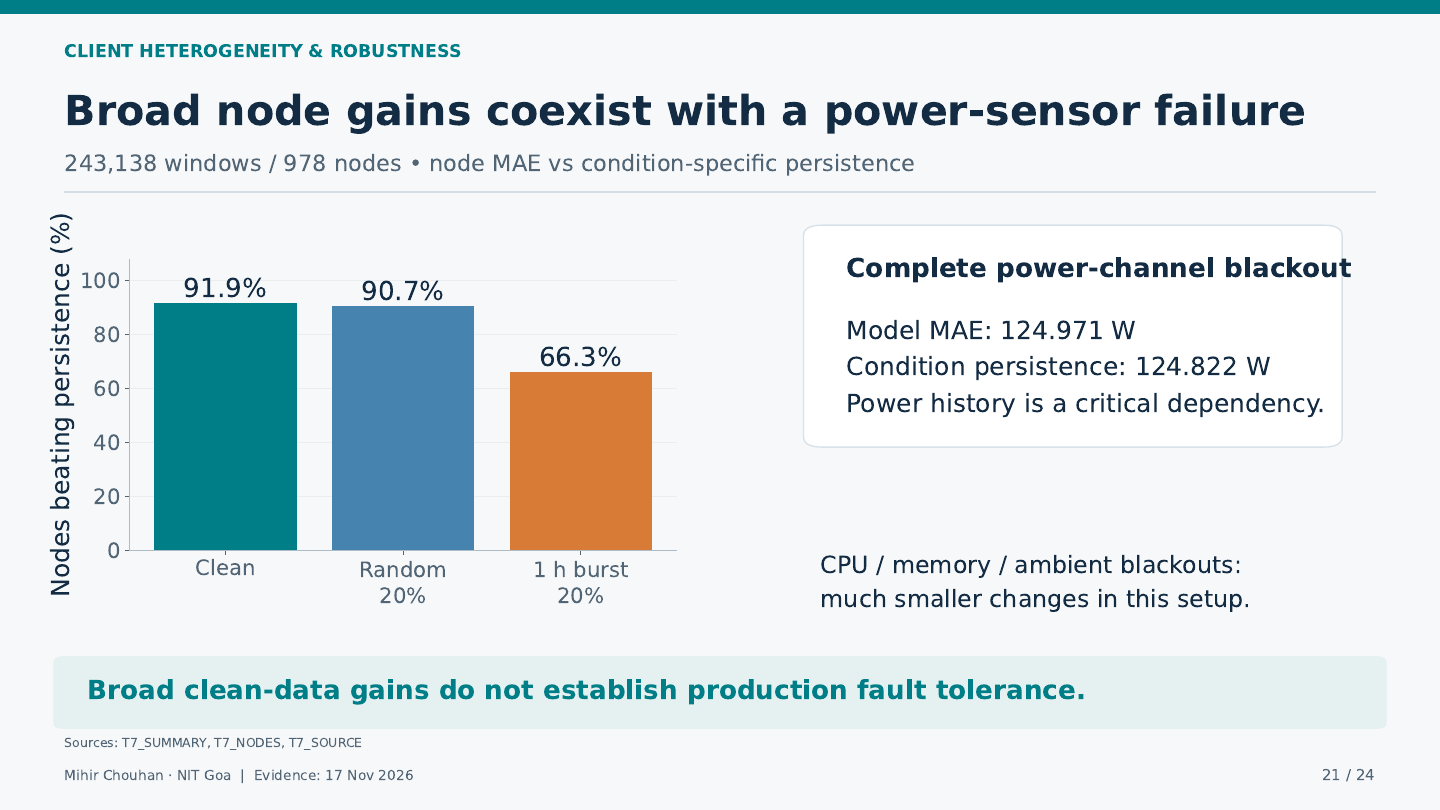 CLIENT HETEROGENEITY & ROBUSTNESS
Broad node gains coexist with a power-sensor failure
243,138 windows / 978 nodes • node MAE vs condition-specific persistence
Nodes beating persistence (%)
100
80
60
40
20
0
91.9%
90.7%
66.3%
Clean
Random
20%
1 h burst
20%
Complete power-channel blackout
Model MAE: 124.971 W
Condition persistence: 124.822 W
Power history is a critical dependency.
CPU / memory / ambient blackouts:
much smaller changes in this setup.
Broad clean-data gains do not establish production fault tolerance.
Sources: T7_SUMMARY, T7_NODES, T7_SOURCE
Mihir Chouhan · NIT Goa | Evidence: 17 Nov 2026
21 / 24